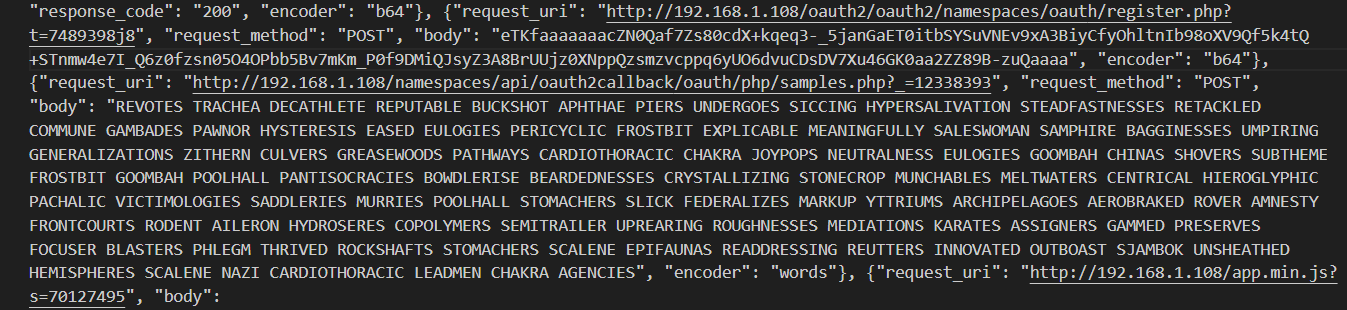 "response_code": "200", "encoder": "b64"}, {"request_uri": "http://192.168.1.108/oauth2/oauth2/namespaces/oauth/register.php?
t=7489398j8", "request_method": "POST", "body": "eTKfaaaaaaacZN0Qaf7Zs80cdX+kqeq3-_5janGaET0itbSYSuVNEv9xA3BiyCfyOhltnIb98oXV9Qf5k4tQ
+STnmw4e7I_Q6z0fzsn05O4OPbb5Bv7mKm_P0f9DMiQJsyZ3A8BrUUjz0XNppQzsmzvcppq6yUO6dvuCDsDV7Xu46GK0aa2ZZ89B-zuQaaaa", "encoder": "b64"},
{"request_uri": "http://192.168.1.108/namespaces/api/oauth2callback/oauth/php/samples.php?_=12338393", "request_method": "POST",
"body": "REVOTES TRACHEA DECATHLETE REPUTABLE BUCKSHOT APHTHAE PIERS UNDERGOES SICCING HYPERSALIVATION STEADFASTNESSES RETACKLED
COMMUNE GAMBADES PAWNOR HYSTERESIS EASED EULOGIES PERICYCLIC FROSTBIT EXPLICABLE MEANINGFULLY SALESWOMAN SAMPHIRE BAGGINESSES UMPIRING
GENERALIZATIONS ZITHERN CULVERS GREASEWOODS PATHWAYS CARDIOTHORACIC CHAKRA JOYPOPS NEUTRALNESS EULOGIES GOOMBAH CHINAS SHOVERS SUBTHEME
FROSTBIT GOOMBAH POOLHALL PANTISOCRACIES BOWDLERISE BEARDEDNESSES CRYSTALLIZING STONECROP MUNCHABLES MELTWATERS CENTRICAL HIEROGLYPHIC
PACHALIC VICTIMOLOGIES SADDLERIES MURRIES POOLHALL STOMACHERS SLICK FEDERALIZES MARKUP YTTRIUMS ARCHIPELAGOES AEROBRAKED ROVER AMNESTY
FRONTCOURTS RODENT AILERON HYDROSERES COPOLYMERS SEMITRAILER UPREARING ROUGHNESSES MEDIATIONS KARATES ASSIGNERS GAMMED PRESERVES
FOCUSER BLASTERS PHLEGM THRIVED ROCKSHAFTS STOMACHERS SCALENE EPIFAUNAS READDRESSING REUTTERS INNOVATED OUTBOAST SJAMBOK UNSHEATHED
HEMISPHERES SCALENE NAZI CARDIOTHORACIC LEADMEN CHAKRA AGENCIES", "encoder": "words"}, {"request_uri": "http://192.168.1.108/app.min.js?
s=70127495", "body":